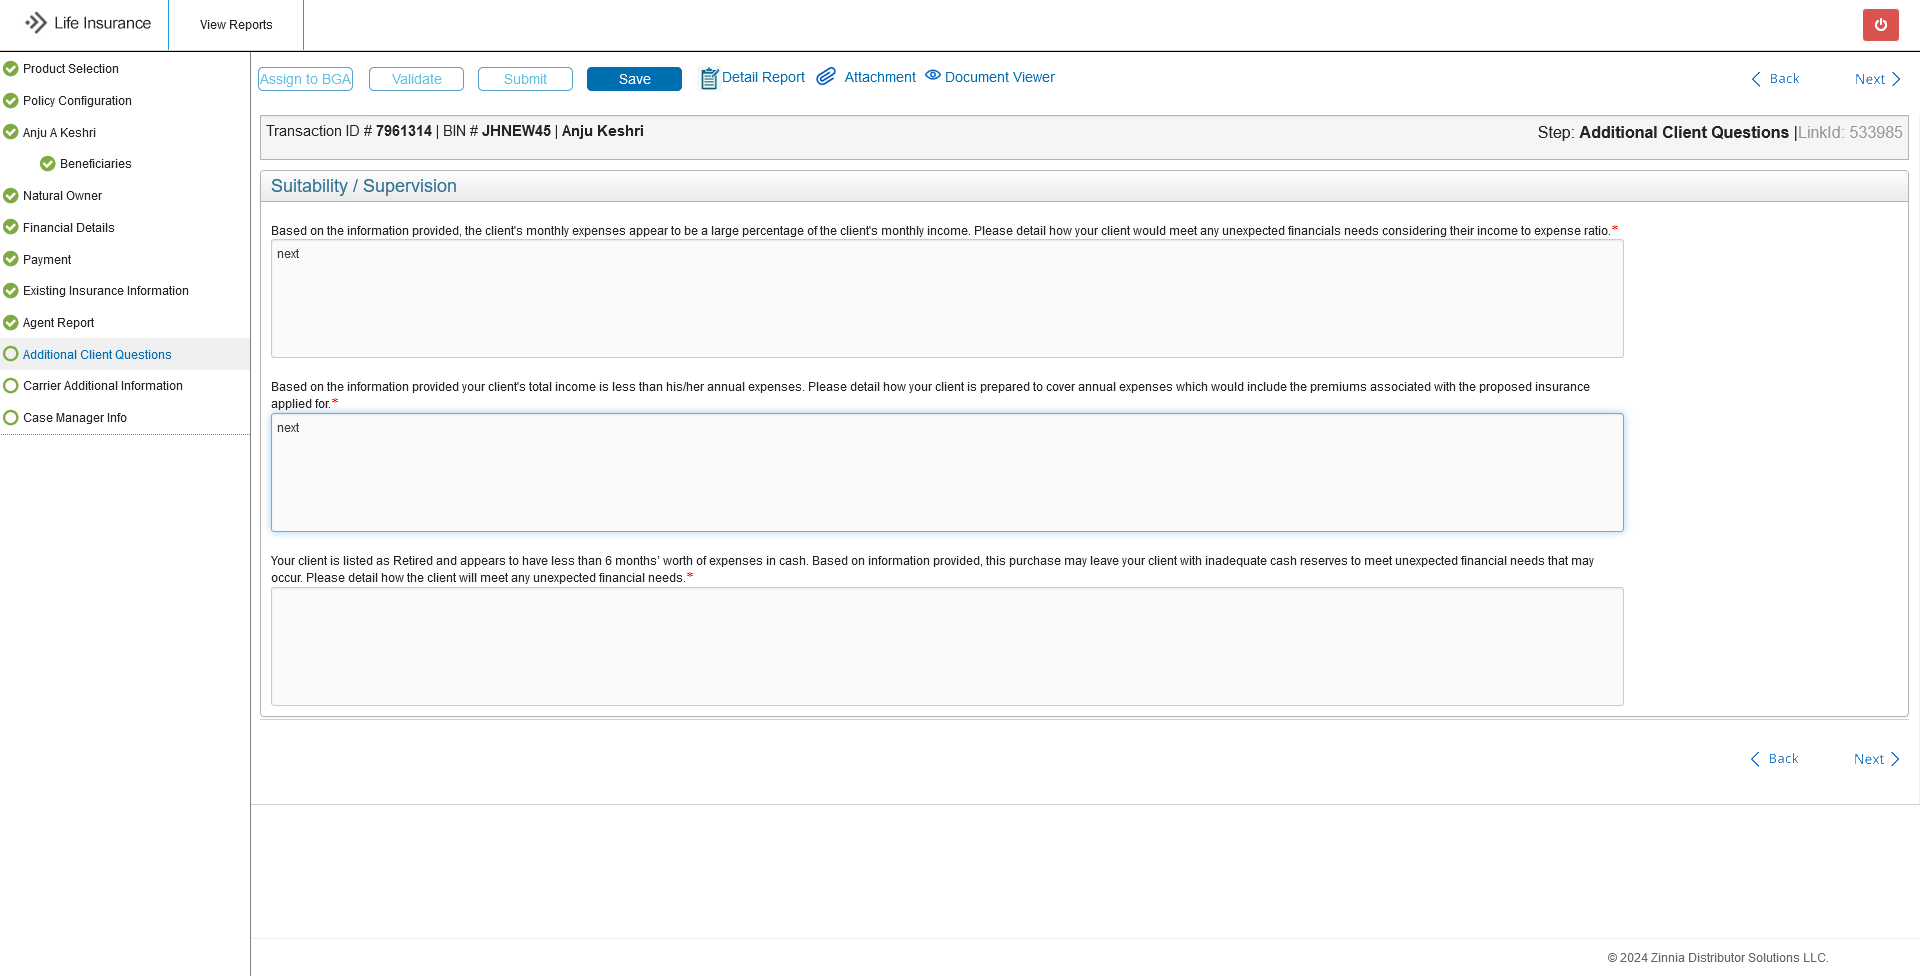 Life Insurance
View Reports
Product Selection
Policy Configuration
Anju A Keshri
Beneficiaries
Natural Owner
Financial Details
Payment
Existing Insurance Information
Agent Report
Additional Client Questions
Carrier Additional Information
Case Manager Info
Assign to BGA
Validate
Submit
Save
Detail Report
Attachment
Document Viewer
Back
Next
Transaction ID # 7961314 | BIN # JHNEW45 | Anju Keshri
Step: Additional Client Questions |LinkId: 533985
Suitability / Supervision
Based on the information provided, the client's monthly expenses appear to be a large percentage of the client's monthly income. Please detail how your client would meet any unexpected financials needs considering their income to expense ratio.*
next
Based on the information provided your client's total income is less than his/her annual expenses. Please detail how your client is prepared to cover annual expenses which would include the premiums associated with the proposed insurance
applied for.*
next
Your client is listed as Retired and appears to have less than 6 months' worth of expenses in cash. Based on information provided, this purchase may leave your client with inadequate cash reserves to meet unexpected financial needs that may
occur. Please detail how the client will meet any unexpected financial needs.*
Back
Next
© 2024 Zinnia Distributor Solutions LLC.